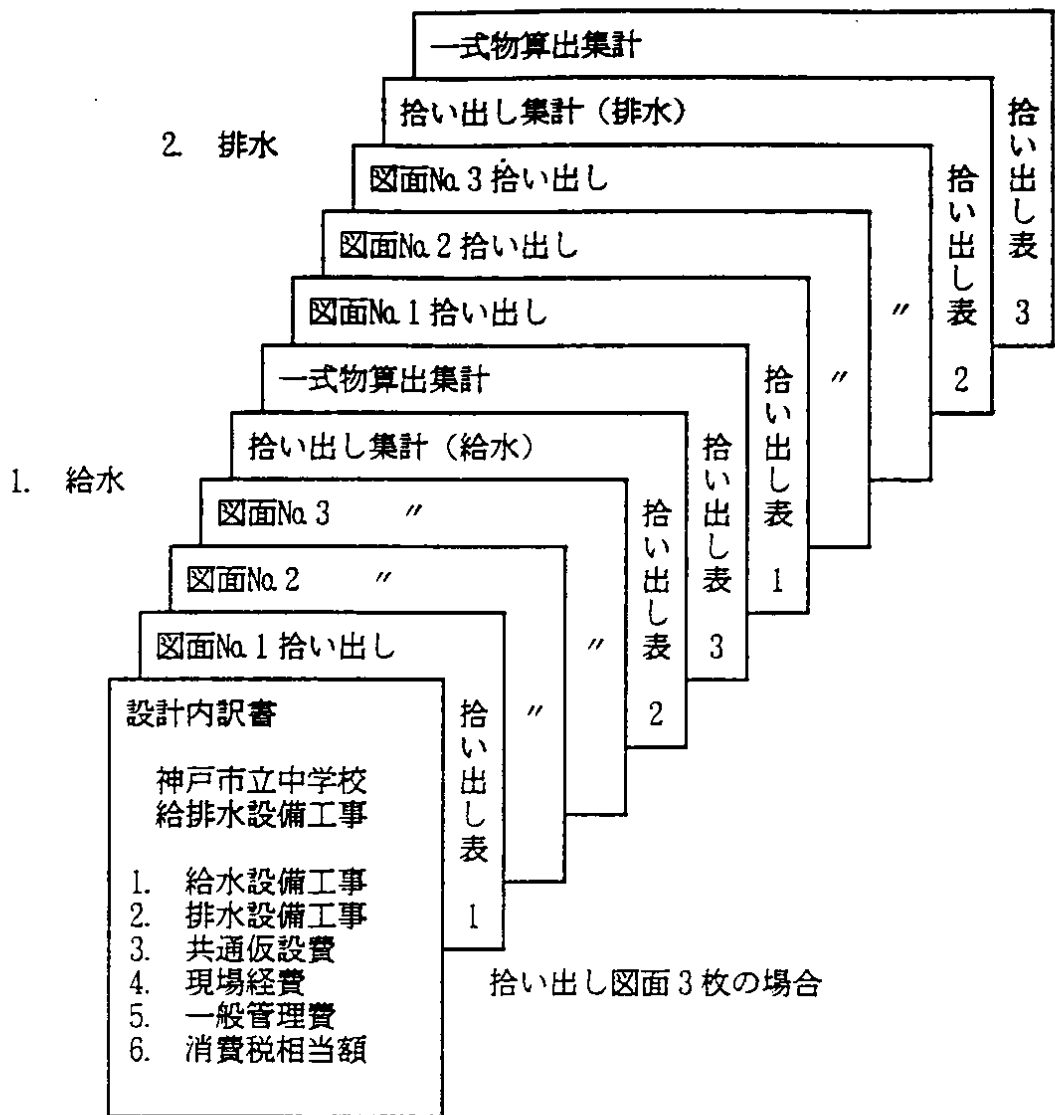 一式物算出集計
拾い出し表 3
拾い出し集計(排水)
拾い出し表 2
2. 排水
図面No.3拾い出し
〃
図面No.2拾い出し
〃
図面No.1拾い出し
拾い出し表 1
一式物算出集計
拾い出し表 3
拾い出し集計(給水)
拾い出し表 2
1. 給水
図面No.3 〃
〃
図面No.2 〃
〃
図面No.1拾い出し
拾い出し表 1
設計内訳書
神戸市立中学校
給排水設備工事
1. 給水設備工事
2. 排水設備工事
3. 共通仮設費
4. 現場経費
5. 一般管理費
6. 消費税相当額
拾い出し図面3枚の場合